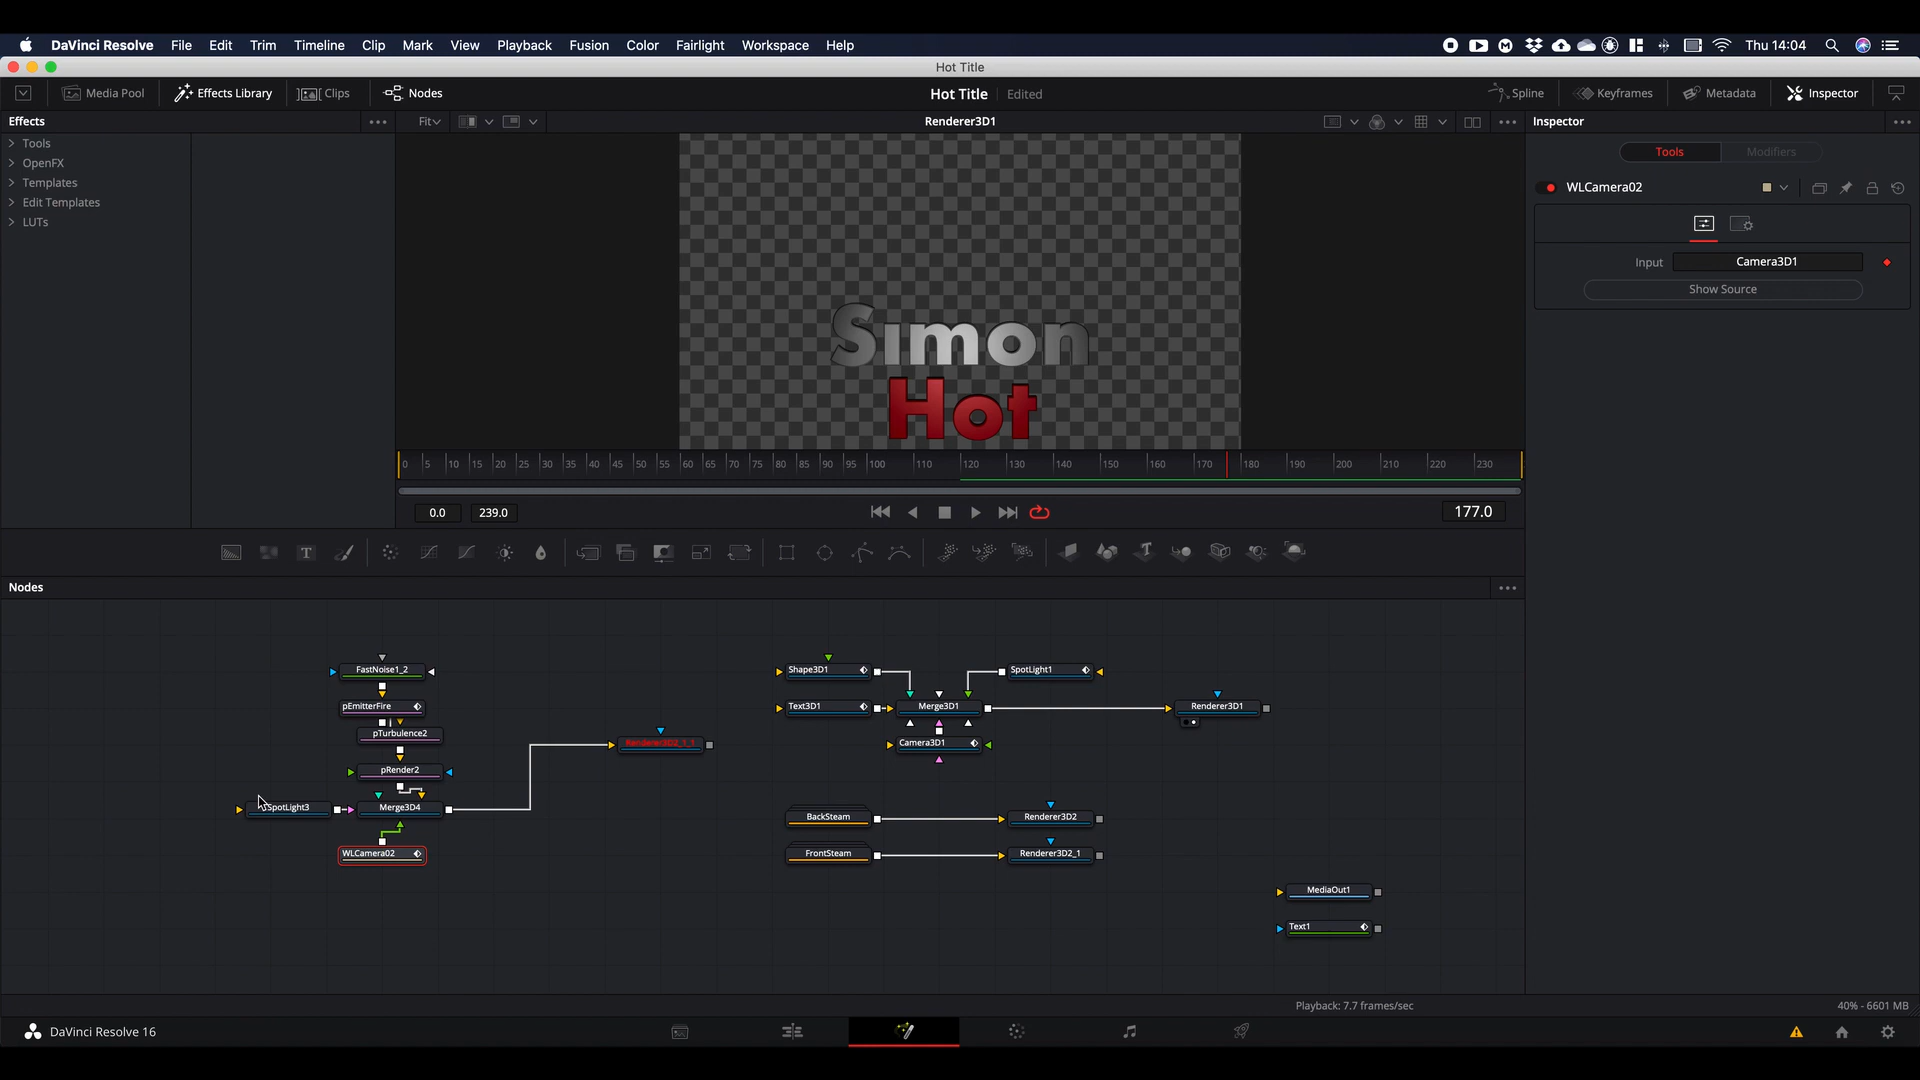 DaVinci Resolve File Edit Trim Timeline Clip Mark View Playback Fusion Color Fairlight Workspace Help Thu 14:04
Hot Title
Media Pool Effects Library Clips Nodes Hot Title Edited Spline Keyframes Metadata Inspector
Effects Fit Renderer3D1 Inspector
Tools
OpenFX
Templates
Edit Templates
LUTs
Tools Modifiers
WLCamera02
Input Camera3D1
Show Source
Simon
Hot
0 5 10 15 20 25 30 35 40 45 50 55 60 65 70 75 80 85 90 95 100 110 120 130 140 150 160 170 180 190 200 210 220 230
0.0 239.0 177.0
Nodes
FastNoise1_2 Shape3D1 SpotLight1
pEmitterFire Text3D1 Merge3D1 Renderer3D1
pTurbulence2 Renderer3D2_1_1 Camera3D1
pRender2
SpotLight3 Merge3D4 BackSteam Renderer3D2
WLCamera02 FrontSteam Renderer3D2_1
MediaOut1
Text1
Playback: 7.7 frames/sec 40% - 6601 MB
DaVinci Resolve 16